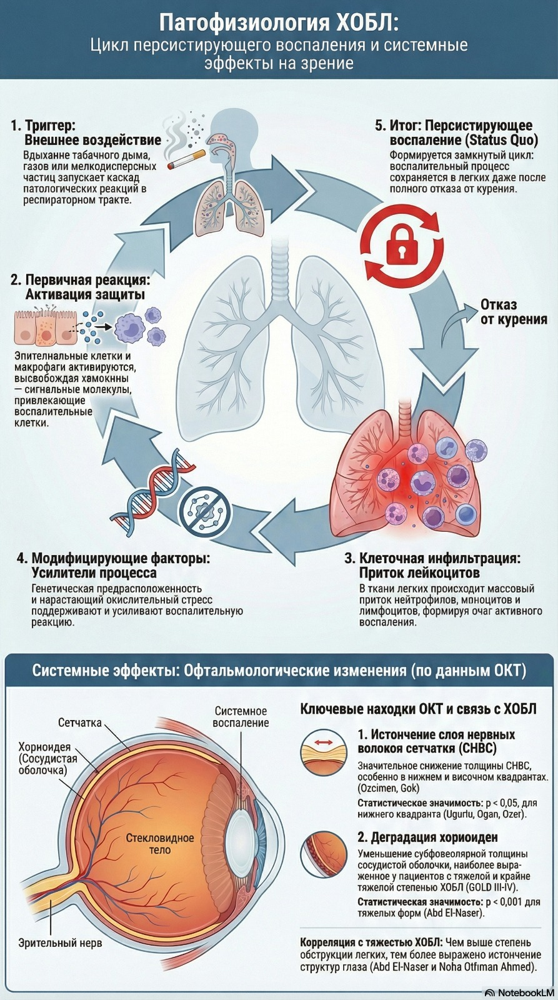 Патофизиология ХОБЛ:
Цикл персистирующего воспаления и системные
эффекты на зрение
1. Триггер:
Внешнее воздействие
Вдыханне табачного дыма,
газов или мелкодисперсных
частиц запускает каскад
патологических реакций в
респираторном тракте.
5. Итог: Персистирующее
воспаление (Status Quo)
Формируется замкнутый цикл:
воспалительный процесс
сохраняется в легких даже после
полного отказа от курения.
2. Первичная реакция:
Активация защиты
Эпителнальные клетки и
макрофаги активируются,
высвобождая хамокнны
— сигнальные молекулы,
привлекающие
воспалительные
клетки.
Отказ
от курения
4. Модифицирующие факторы:
Усилители процесса
Генетическая предрасположенность
и нарастающий окислительный стресс
поддерживают и усиливают воспалительную
реакцию.
3. Клеточная инфильтрация:
Приток лейкоцитов
В ткани легких происходит массовый
приток нейтрофилов, мпноцитов и
лимфоцитов, формируя очаг активного
воспаления.
Системные эффекты: Офтальмологические изменения (по данным ОКТ)
Сетчатка
Хорноидея
(Сосудистая
оболочка)
Системное
воспаление
Стекловидное
тело
Зрительный нерв
Ключевые находки ОКТ и связь с ХОБЛ
1. Истончение слоя нервных
волокоя сетчаткя (СНВС)
Значительное снижение толщины СНВС,
особенно в нижнем и височном квадрантах.
(Ozcimen, Gok)
Статистическое значимость: p < 0,05, для
нижнего квадранта (Ugurlu, Ogan, Ozer).
2. Деградация хориоиден
Уменьшение субфовеолярной толщины
сосудистой оболочки, наиболее выра-
женное у пациентов с тяжелой и крайне
тяжелой степенью ХОБЛ (GOLD III-IV).
Статистическая значимость: p < 0,001 для
тяжелых форм (Abd El-Naser).
Корреляция с тяжестью ХОБЛ: Чем выше степень
обструкции легких, тем более выражено истончение
структур глаза (Abd El-Naser и Noha Otfiman Ahmed).
NotebookLM